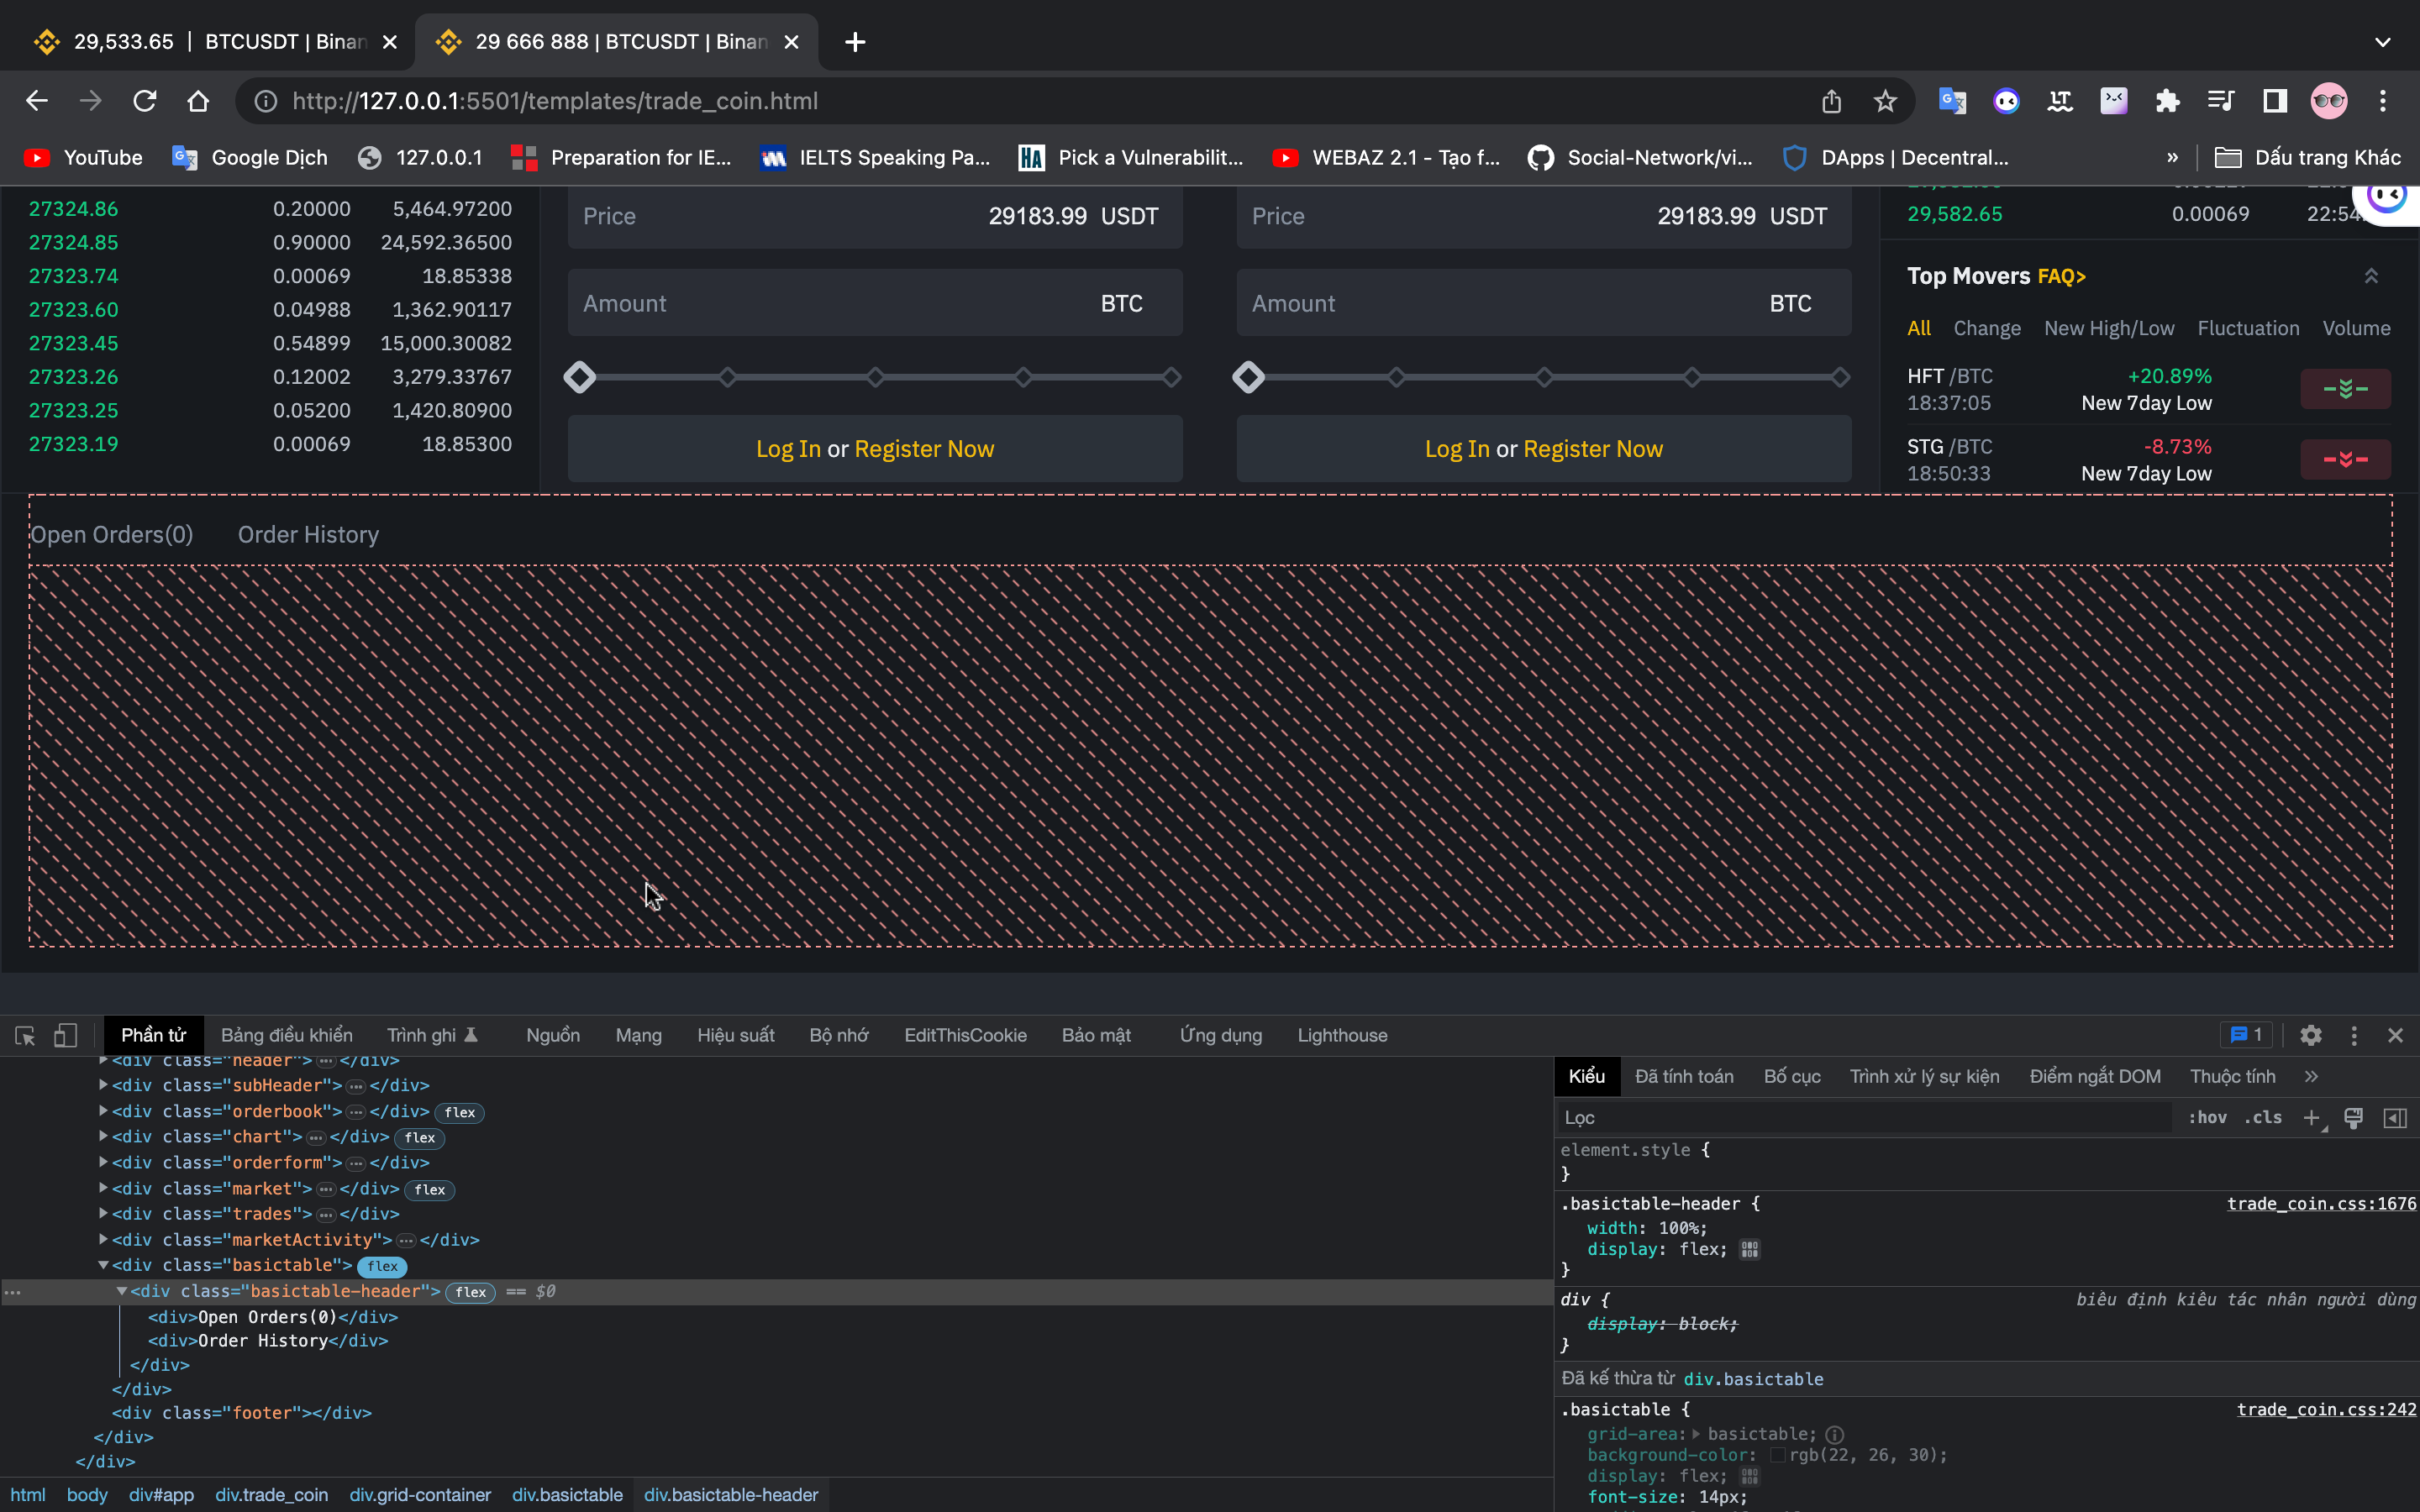 29,533.65 | BTCUSDT | Binan
29 666 888 | BTCUSDT | Binan
http://127.0.0.1:5501/templates/trade_coin.html
YouTube
Google Dịch
127.0.0.1
Preparation for IE...
IELTS Speaking Pa...
Pick a Vulnerabilit...
WEBAZ 2.1 - Tạo f...
Social-Network/vi...
DApps | Decentral...
»
Dấu trang Khác
27324.86 0.20000 5,464.97200
27324.85 0.90000 24,592.36500
27323.74 0.00069 18.85338
27323.60 0.04988 1,362.90117
27323.45 0.54899 15,000.30082
27323.26 0.12002 3,279.33767
27323.25 0.05200 1,420.80900
27323.19 0.00069 18.85300
Price 29183.99 USDT
Amount BTC
Log In or Register Now
Price 29183.99 USDT
Amount BTC
Log In or Register Now
29,582.65 0.00069 22:54
Top Movers FAQ>
All Change New High/Low Fluctuation Volume
HFT /BTC +20.89%
18:37:05 New 7day Low
STG /BTC -8.73%
18:50:33 New 7day Low
Open Orders(0) Order History
Phần tử Bảng điều khiển Trình ghi Nguồn Mạng Hiệu suất Bộ nhớ EditThisCookie Bảo mật Ứng dụng Lighthouse 1
<div class="header">…</div>
<div class="subHeader">…</div>
<div class="orderbook">…</div> flex
<div class="chart">…</div> flex
<div class="orderform">…</div>
<div class="market">…</div> flex
<div class="trades">…</div>
<div class="marketActivity">…</div>
<div class="basictable"> flex
<div class="basictable-header"> flex == $0
<div>Open Orders(0)</div>
<div>Order History</div>
</div>
</div>
<div class="footer"></div>
</div>
</div>
html body div#app div.trade_coin div.grid-container div.basictable div.basictable-header
Kiểu Đã tính toán Bố cục Trình xử lý sự kiện Điểm ngắt DOM Thuộc tính »
Lọc :hov .cls
element.style {
}
.basictable-header { trade_coin.css:1676
width: 100%;
display: flex;
}
div { biểu định kiểu tác nhân người dùng
display: block;
}
Đã kế thừa từ div.basictable
.basictable { trade_coin.css:242
grid-area: basictable;
background-color: rgb(22, 26, 30);
display: flex;
font-size: 14px;